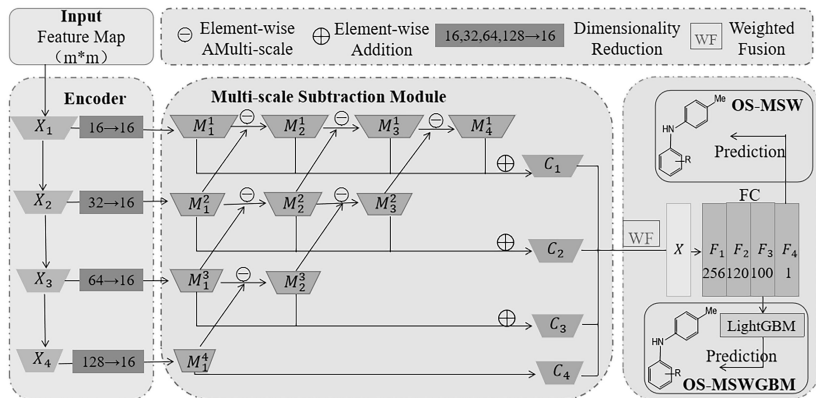 Input
Feature Map
(m*m)
⊖ Element-wise
AMulti-scale
⊕ Element-wise
Addition
16,32,64,128→16
Dimensionality
Reduction
WF
Weighted
Fusion
Encoder
X₁
16→16
X₂
32→16
X₃
64→16
X₄
128→16
Multi-scale Subtraction Module
M₁¹ ⊖ M₂¹ ⊖ M₃¹ ⊖ M₄¹
⊕ C₁
M₁² ⊖ M₂² ⊖ M₃²
⊕ C₂
M₁³ ⊖ M₂³
⊕ C₃
M₁⁴
C₄
WF
X
FC
F₁ F₂ F₃ F₄
256 120 100 1
OS-MSW
Me
HN
R
Prediction
LightGBM
Me
HN
R
Prediction
OS-MSWGBM